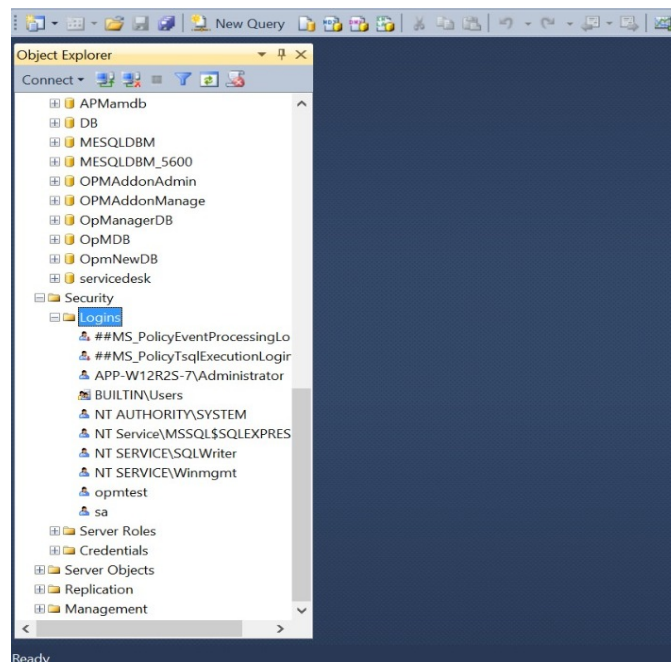 New Query
Object Explorer
Connect
APMamdb
DB
MESQLDBM
MESQLDBM_5600
OPMAddonAdmin
OPMAddonManage
OpManagerDB
OpMDB
OpmNewDB
servicedesk
Security
Logins
##MS_PolicyEventProcessingLo
##MS_PolicyTsqlExecutionLogin
APP-W12R2S-7\Administrator
BUILTIN\Users
NT AUTHORITY\SYSTEM
NT Service\MSSQL$SQLEXPRES
NT SERVICE\SQLWriter
NT SERVICE\Winmgmt
opmtest
sa
Server Roles
Credentials
Server Objects
Replication
Management
Ready